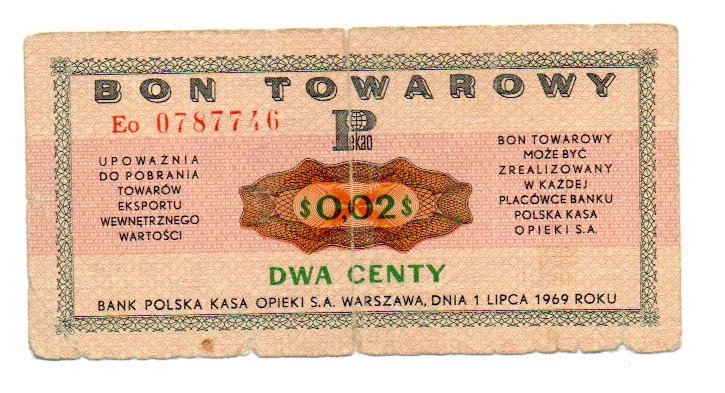 BON TOWAROWY
Eo 0787746
P
ekao
UPOWAŻNIA
DO POBRANIA
TOWARÓW
EKSPORTU
WEWNĘTRZNEGO
WARTOŚCI
$0,02$
BON TOWAROWY
MOŻE BYĆ
ZREALIZOWANY
W KAŻDEJ
PLACÓWCE BANKU
POLSKA KASA
OPIEKI S.A.
DWA CENTY
BANK POLSKA KASA OPIEKI S.A. WARSZAWA, DNIA 1 LIPCA 1969 ROKU